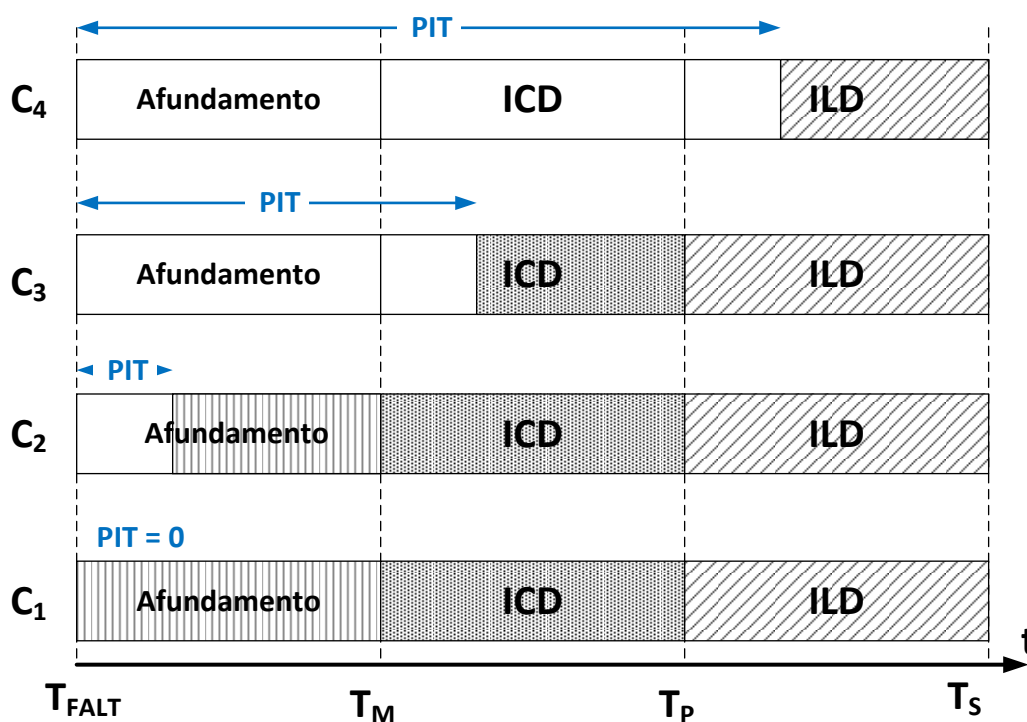 PIT
C4 Afundamento ICD ILD
PIT
C3 Afundamento ICD ILD
PIT
C2 Afundamento ICD ILD
PIT = 0
C1 Afundamento ICD ILD
t
TFALT TM TP TS